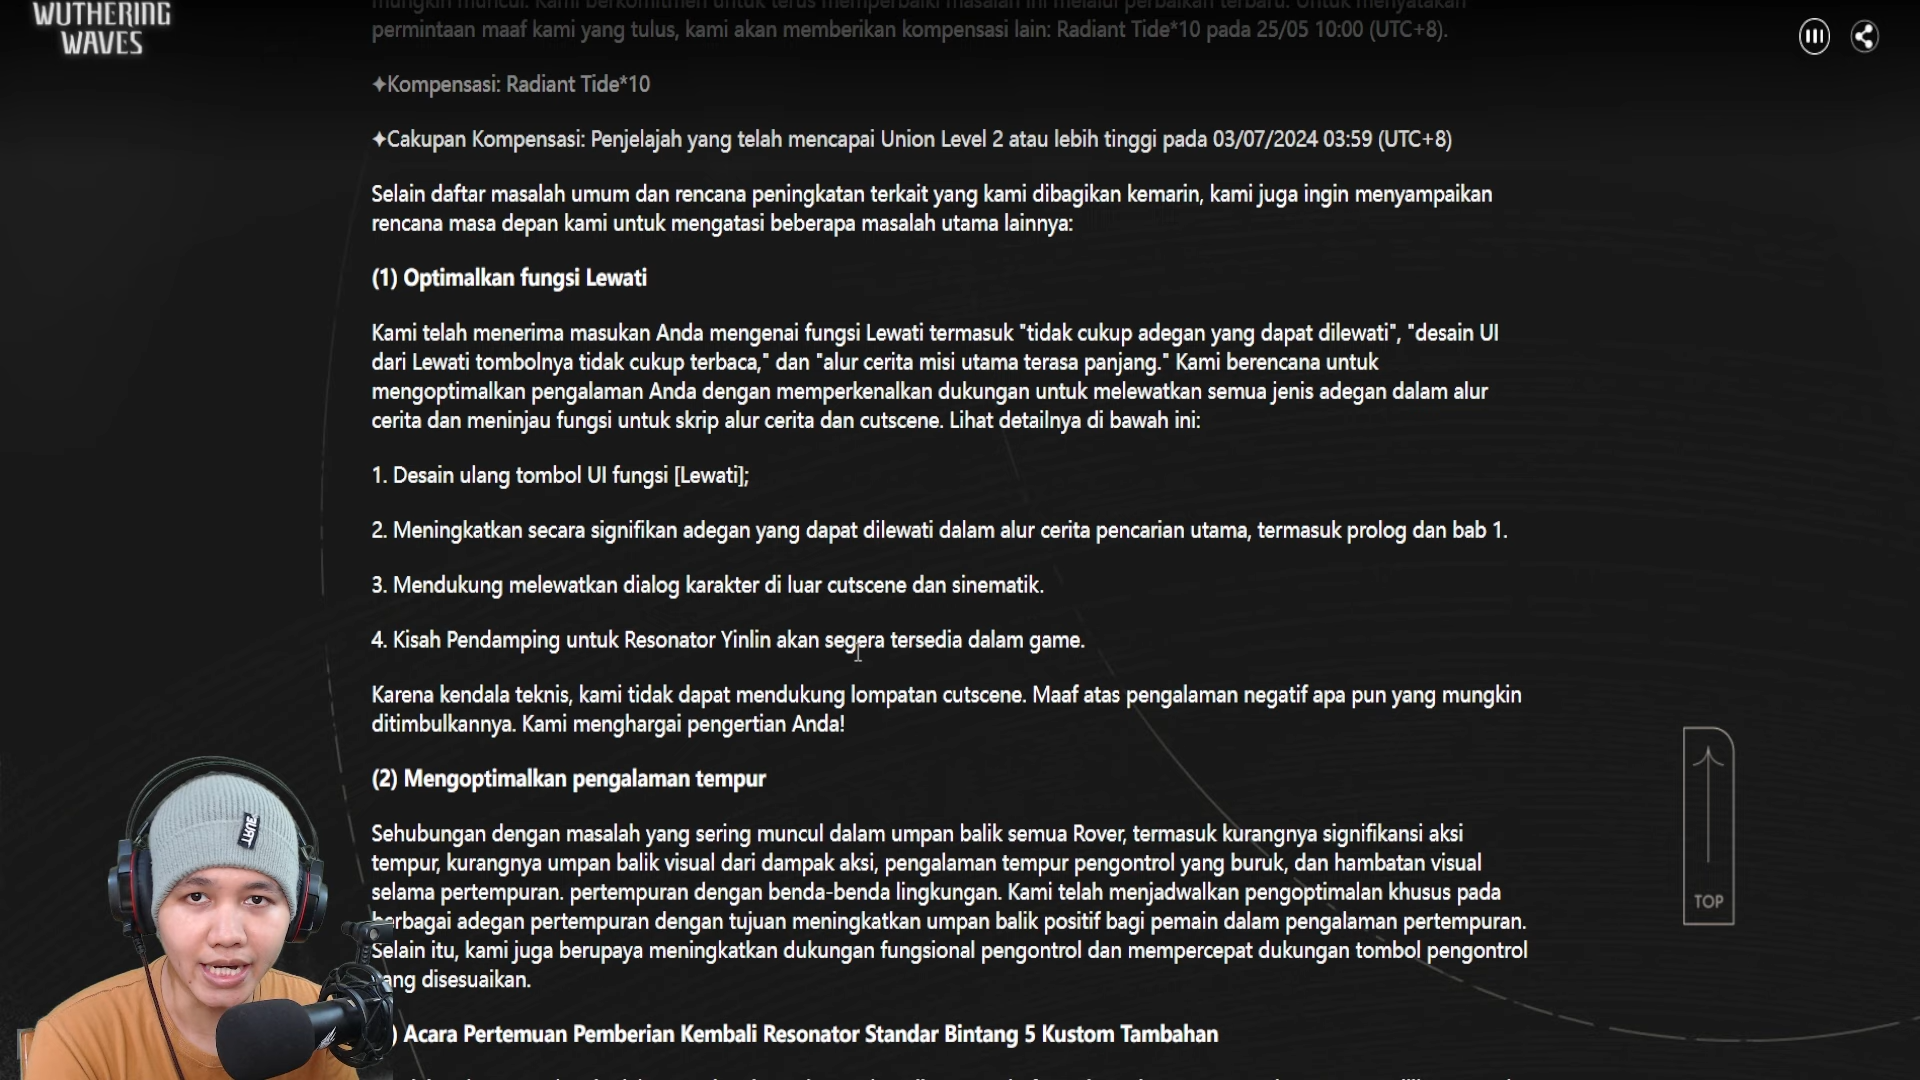 WUTHERING
WAVES
mungkin muncul. Kami berkomitmen untuk terus memperbaiki masalah ini melalui perbaikan terbaru. Untuk menyatakan
permintaan maaf kami yang tulus, kami akan memberikan kompensasi lain: Radiant Tide*10 pada 25/05 10:00 (UTC+8).
✦Kompensasi: Radiant Tide*10
✦Cakupan Kompensasi: Penjelajah yang telah mencapai Union Level 2 atau lebih tinggi pada 03/07/2024 03:59 (UTC+8)
Selain daftar masalah umum dan rencana peningkatan terkait yang kami dibagikan kemarin, kami juga ingin menyampaikan
rencana masa depan kami untuk mengatasi beberapa masalah utama lainnya:
(1) Optimalkan fungsi Lewati
Kami telah menerima masukan Anda mengenai fungsi Lewati termasuk "tidak cukup adegan yang dapat dilewati", "desain UI
dari Lewati tombolnya tidak cukup terbaca," dan "alur cerita misi utama terasa panjang." Kami berencana untuk
mengoptimalkan pengalaman Anda dengan memperkenalkan dukungan untuk melewatkan semua jenis adegan dalam alur
cerita dan meninjau fungsi untuk skrip alur cerita dan cutscene. Lihat detailnya di bawah ini:
1. Desain ulang tombol UI fungsi [Lewati];
2. Meningkatkan secara signifikan adegan yang dapat dilewati dalam alur cerita pencarian utama, termasuk prolog dan bab 1.
3. Mendukung melewatkan dialog karakter di luar cutscene dan sinematik.
4. Kisah Pendamping untuk Resonator Yinlin akan segera tersedia dalam game.
Karena kendala teknis, kami tidak dapat mendukung lompatan cutscene. Maaf atas pengalaman negatif apa pun yang mungkin
ditimbulkannya. Kami menghargai pengertian Anda!
(2) Mengoptimalkan pengalaman tempur
Sehubungan dengan masalah yang sering muncul dalam umpan balik semua Rover, termasuk kurangnya signifikansi aksi
tempur, kurangnya umpan balik visual dari dampak aksi, pengalaman tempur pengontrol yang buruk, dan hambatan visual
selama pertempuran. pertempuran dengan benda-benda lingkungan. Kami telah menjadwalkan pengoptimalan khusus pada
berbagai adegan pertempuran dengan tujuan meningkatkan umpan balik positif bagi pemain dalam pengalaman pertempuran.
Selain itu, kami juga berupaya meningkatkan dukungan fungsional pengontrol dan mempercepat dukungan tombol pengontrol
yang disesuaikan.
) Acara Pertemuan Pemberian Kembali Resonator Standar Bintang 5 Kustom Tambahan
TOP